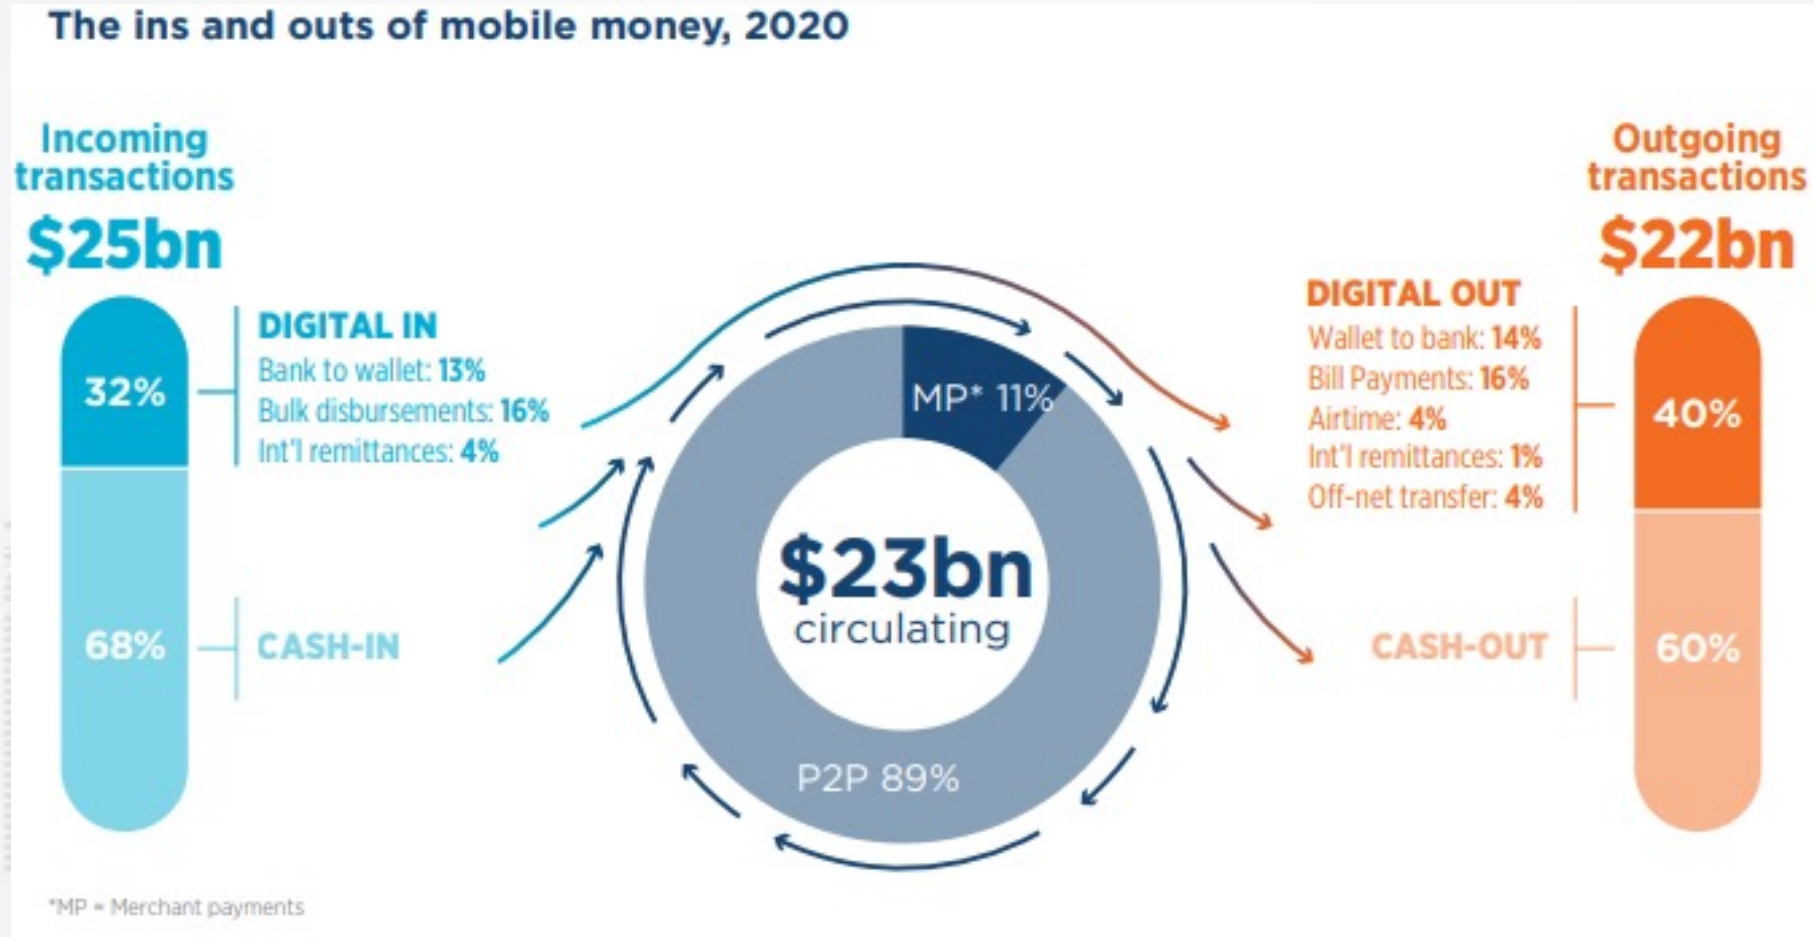 The ins and outs of mobile money, 2020
Incoming
transactions
$25bn
32%
DIGITAL IN
Bank to wallet: 13%
Bulk disbursements: 16%
Int'l remittances: 4%
68%
CASH-IN
MP* 11%
$23bn
circulating
P2P 89%
Outgoing
transactions
$22bn
DIGITAL OUT
Wallet to bank: 14%
Bill Payments: 16%
Airtime: 4%
Int'l remittances: 1%
Off-net transfer: 4%
40%
CASH-OUT
60%
*MP = Merchant payments